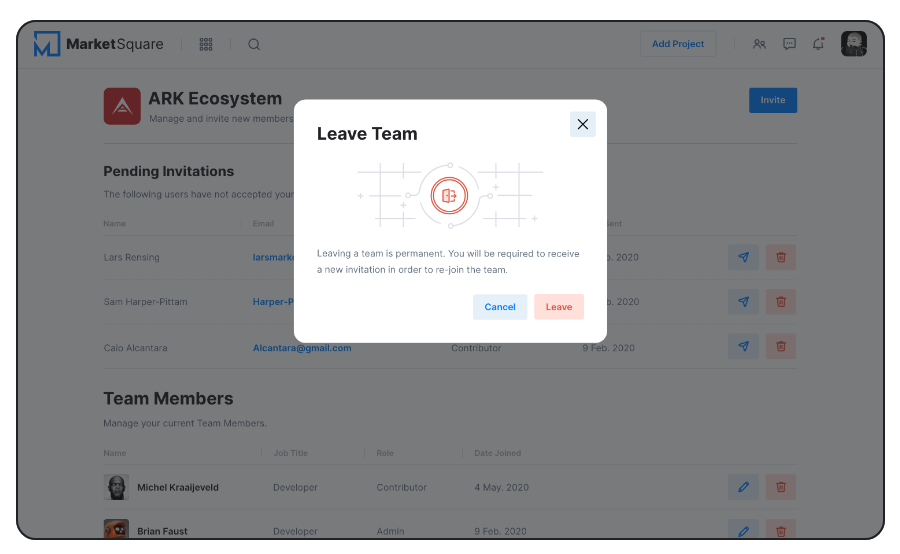 MarketSquare
Add Project
ARK Ecosystem
Manage and invite new members
Invite
Leave Team
Leaving a team is permanent. You will be required to receive
a new invitation in order to re-join the team.
Cancel
Leave
Pending Invitations
The following users have not accepted your
Name Email
Lars Rensing 2020
Sam Harper-Pittam Harper-P 2020
Caio Alcantara Alcantara@gmail.com Contributor 9 Feb. 2020
Team Members
Manage your current Team Members.
Name Job Title Role Date Joined
Michel Kraaijeveld Developer Contributor 4 May. 2020
Brian Faust Developer Admin 9 Feb. 2020